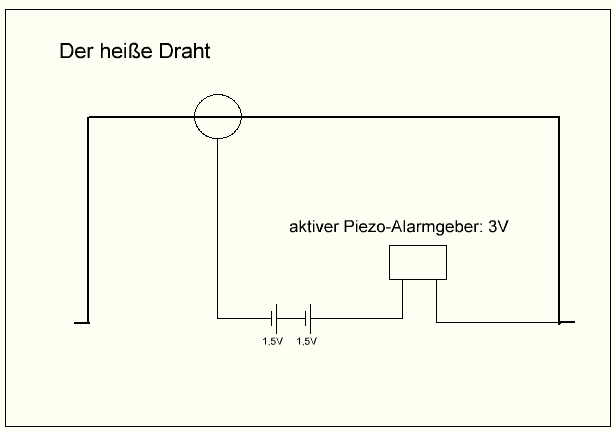 Der heiße Draht
aktiver Piezo-Alarmgeber: 3V
1,5V 1,5V